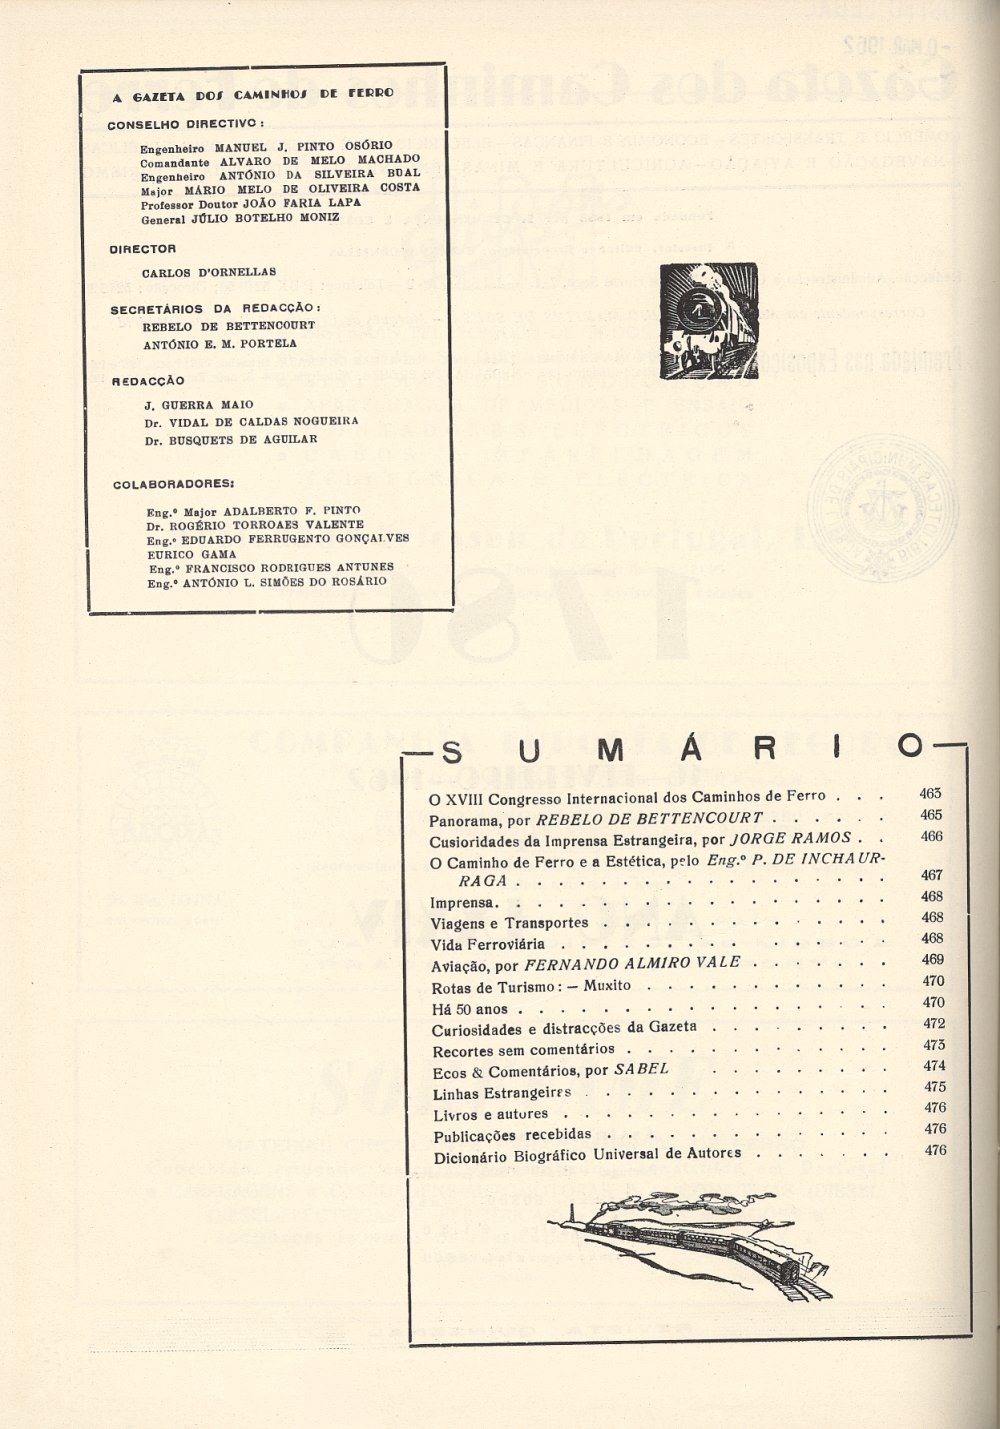 A GAZETA DOS CAMINHOS DE FERRO
CONSELHO DIRECTIVO:
Engenheiro MANUEL J. PINTO OSÓRIO
Comandante ALVARO DE MELO MACHADO
Engenheiro ANTÓNIO DA SILVEIRA BUAL
Major MÁRIO MELO DE OLIVEIRA COSTA
Professor Doutor JOÃO FARIA LAPA
General JÚLIO BOTELHO MONIZ
DIRECTOR
CARLOS D'ORNELLAS
SECRETÁRIOS DA REDACÇÃO:
REBELO DE BETTENCOURT
ANTÓNIO E. M. PORTELA
REDACÇÃO
J. GUERRA MAIO
Dr. VIDAL DE CALDAS NOGUEIRA
Dr. BUSQUETS DE AGUILAR
COLABORADORES:
Eng.º Major ADALBERTO F. PINTO
Dr. ROGÉRIO TORROAES VALENTE
Eng.º EDUARDO FERRUGENTO GONÇALVES
EURICO GAMA
Eng.º FRANCISCO RODRIGUES ANTUNES
Eng.º ANTÓNIO L. SIMÕES DO ROSÁRIO
SUMÁRIO
O XVIII Congresso Internacional dos Caminhos de Ferro . . . 463
Panorama, por REBELO DE BETTENCOURT . . . . . . 465
Cusioridades da Imprensa Estrangeira, por JORGE RAMOS . . 466
O Caminho de Ferro e a Estética, pelo Eng.º P. DE INCHAUR-
RAGA . . . . . . . . . . . . . . . . . 467
Imprensa. . . . . . . . . . . . . . . . . . 468
Viagens e Transportes . . . . . . . . . . . . . 468
Vida Ferroviária . . . . . . . . . . . . . . . 468
Aviação, por FERNANDO ALMIRO VALE . . . . . . . 469
Rotas de Turismo: — Muxito . . . . . . . . . . . 470
Há 50 anos . . . . . . . . . . . . . . . . . 470
Curiosidades e distracções da Gazeta . . . . . . . . . 472
Recortes sem comentários . . . . . . . . . . . . 473
Ecos & Comentários, por SABEL . . . . . . . . . 474
Linhas Estrangeires . . . . . . . . . . . . . . 475
Livros e autores . . . . . . . . . . . . . . . 476
Publicações recebidas . . . . . . . . . . . . . 476
Dicionário Biográfico Universal de Autores . . . . . . . 476